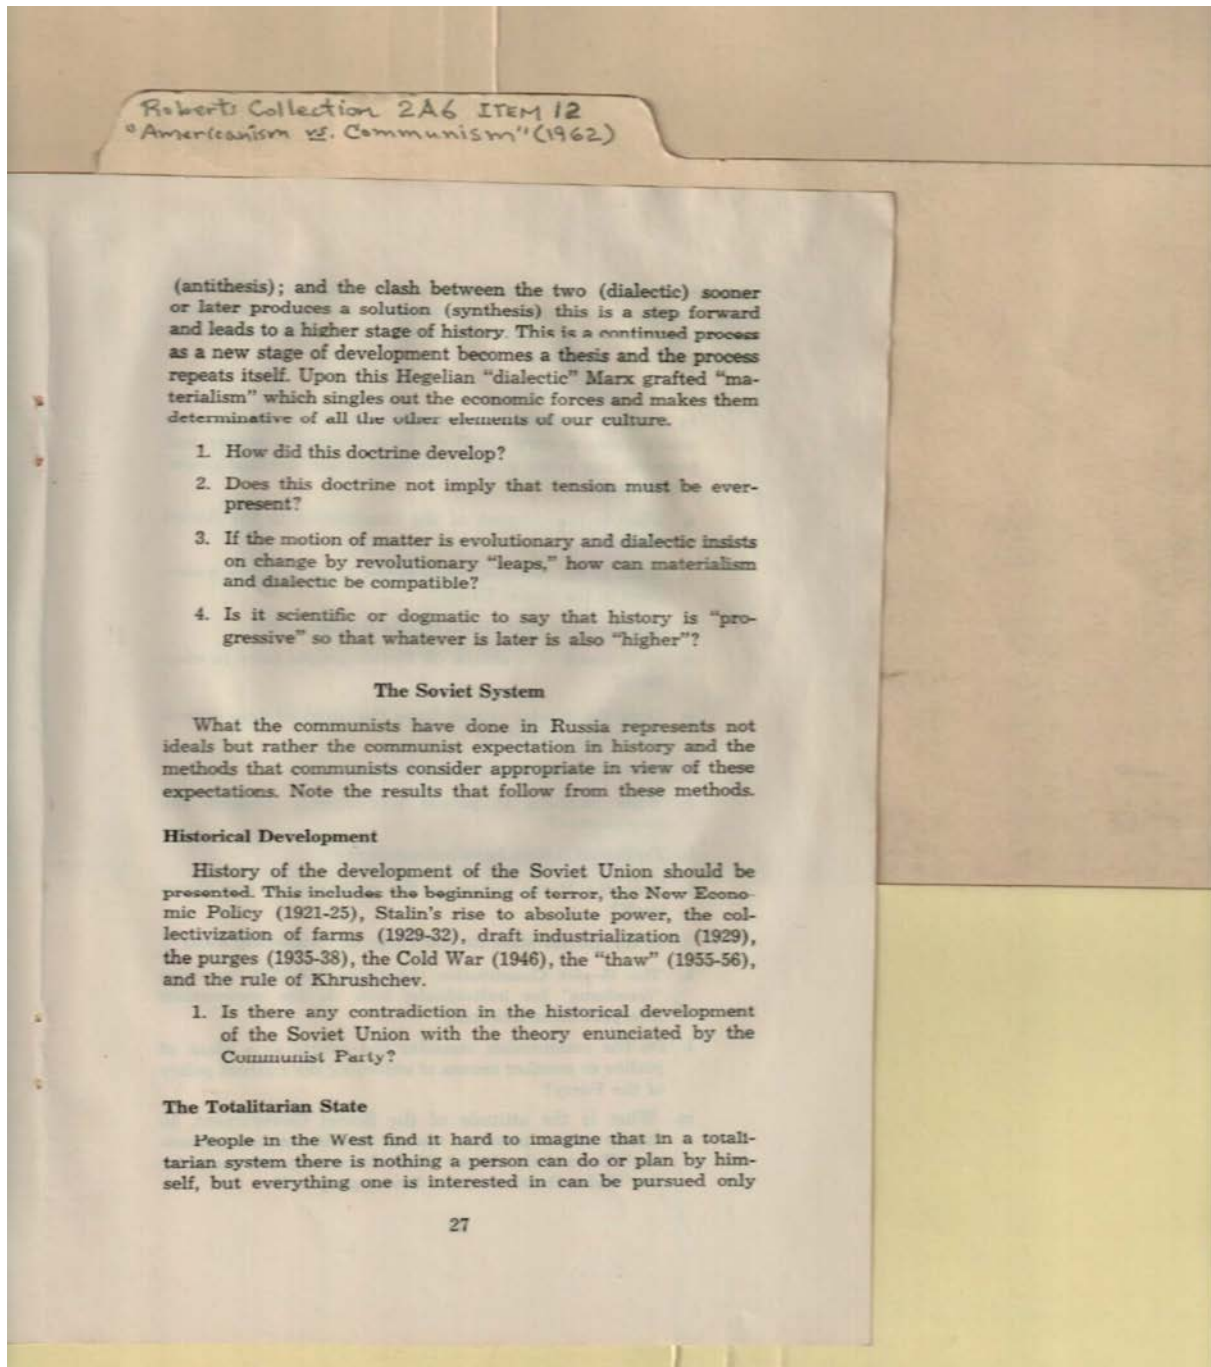 Roberts Collection 2A6 ITEM 12
"Americanism vs. Communism" (1962)
(antithesis); and the clash between the two (dialectic) sooner
or later produces a solution (synthesis) this is a step forward
and leads to a higher stage of history. This is a continued process
as a new stage of development becomes a thesis and the process
repeats itself. Upon this Hegelian “dialectic” Marx grafted “ma-
terialism” which singles out the economic forces and makes them
determinative of all the other elements of our culture.
1. How did this doctrine develop?
2. Does this doctrine not imply that tension must be ever-
present?
3. If the motion of matter is evolutionary and dialectic insists
on change by revolutionary “leaps,” how can materialism
and dialectic be compatible?
4. Is it scientific or dogmatic to say that history is “pro-
gressive” so that whatever is later is also “higher”?
The Soviet System
What the communists have done in Russia represents not
ideals but rather the communist expectation in history and the
methods that communists consider appropriate in view of these
expectations. Note the results that follow from these methods.
Historical Development
History of the development of the Soviet Union should be
presented. This includes the beginning of terror, the New Econo-
mic Policy (1921-25), Stalin’s rise to absolute power, the col-
lectivization of farms (1929-32), draft industrialization (1929),
the purges (1935-38), the Cold War (1946), the “thaw” (1955-56),
and the rule of Khrushchev.
1. Is there any contradiction in the historical development
of the Soviet Union with the theory enunciated by the
Communist Party?
The Totalitarian State
People in the West find it hard to imagine that in a totali-
tarian system there is nothing a person can do or plan by him-
self, but everything one is interested in can be pursued only
27